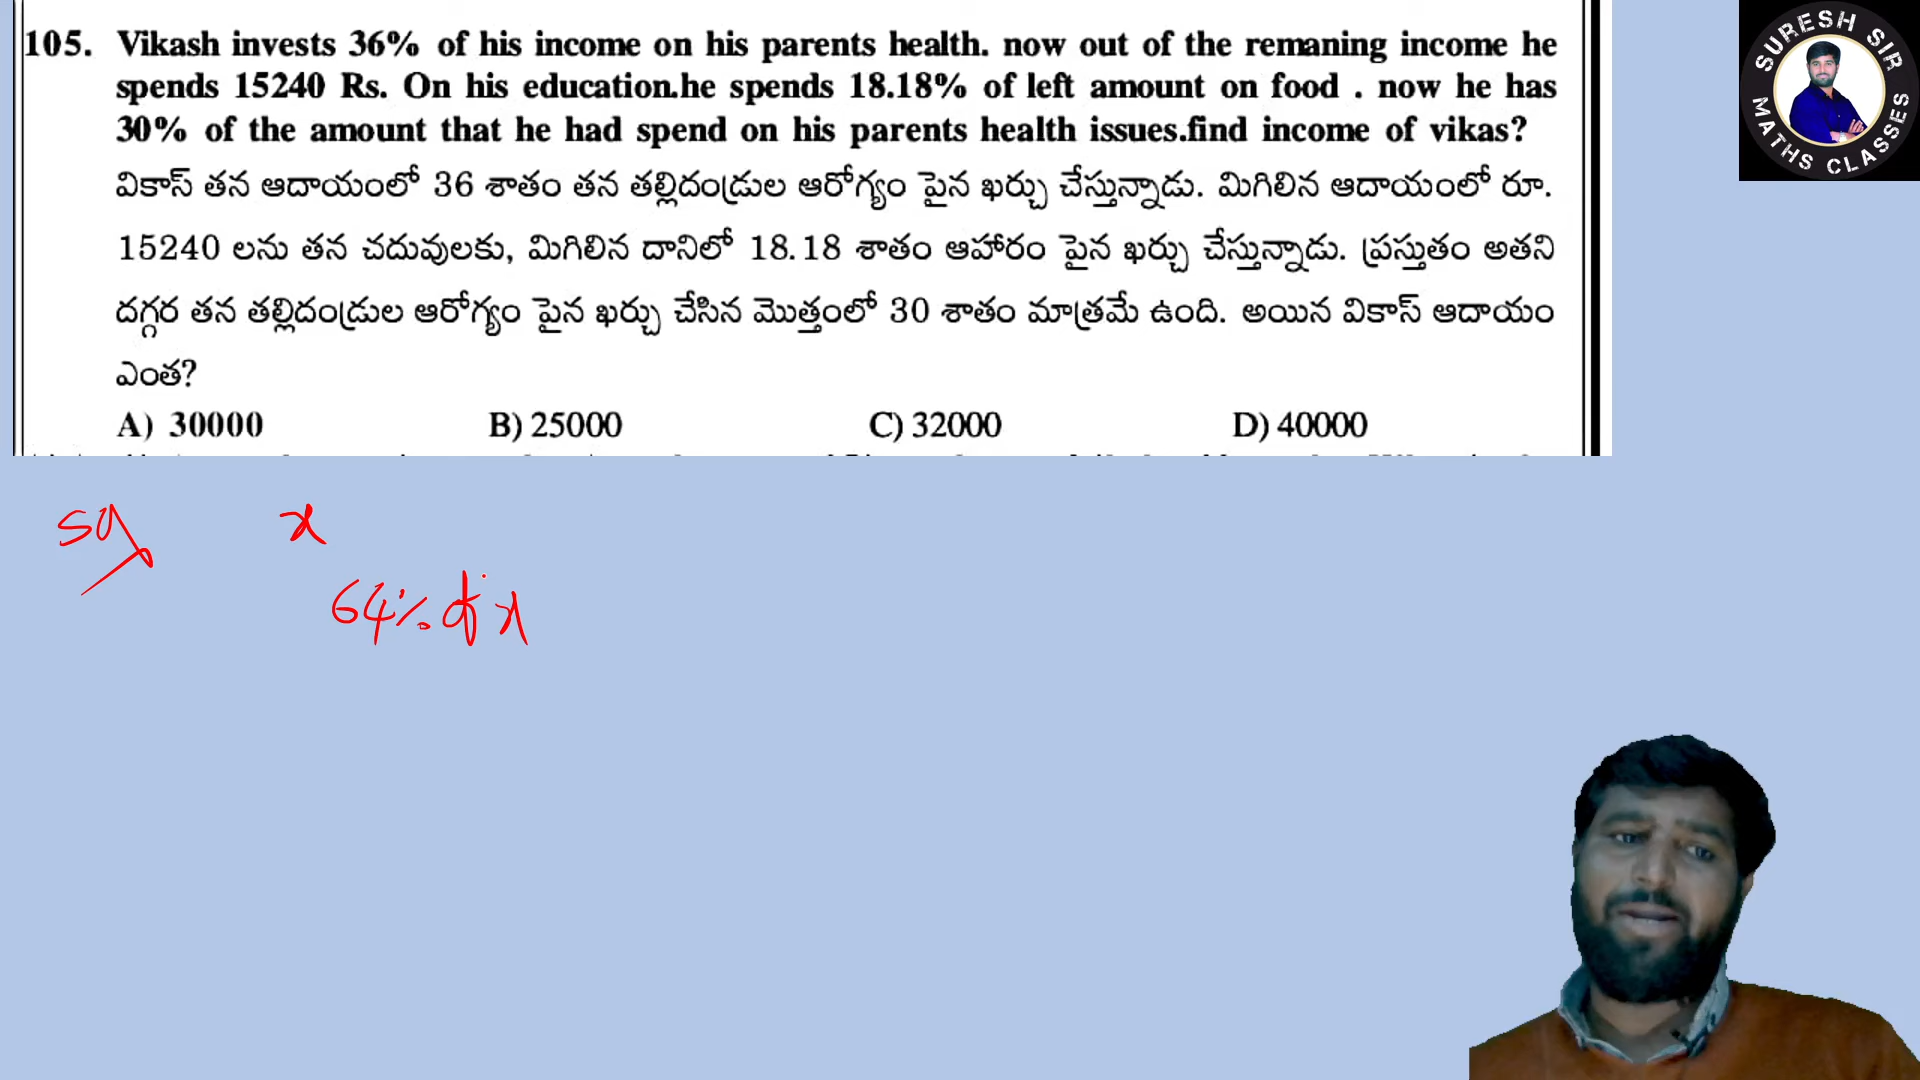 105. Vikash invests 36% of his income on his parents health. now out of the remaning income he
spends 15240 Rs. On his education.he spends 18.18% of left amount on food . now he has
30% of the amount that he had spend on his parents health issues.find income of vikas?
వికాస్ తన ఆదాయంలో 36 శాతం తన తల్లిదండ్రుల ఆరోగ్యం పైన ఖర్చు చేస్తున్నాడు. మిగిలిన ఆదాయంలో రూ.
15240 లను తన చదువులకు, మిగిలిన దానిలో 18.18 శాతం ఆహారం పైన ఖర్చు చేస్తున్నాడు. ప్రస్తుతం అతని
దగ్గర తన తల్లిదండ్రుల ఆరోగ్యం పైన ఖర్చు చేసిన మొత్తంలో 30 శాతం మాత్రమే ఉంది. అయిన వికాస్ ఆదాయం
ఎంత?
A) 30000 B) 25000 C) 32000 D) 40000
x
64% of x
SURESH SIR
MATHS CLASSES